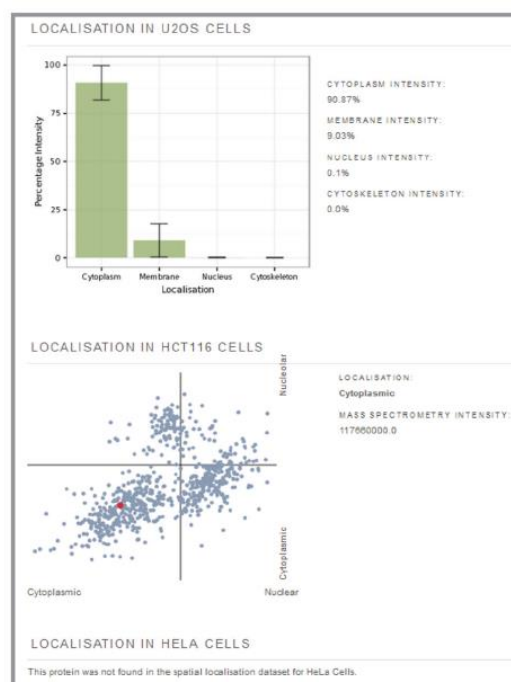 LOCALISATION IN U2OS CELLS
100
75
50
25
0
Percentage Intensity
Cytoplasm Membrane Nucleus Cytoskeleton
Localisation
CYTOPLASM INTENSITY:
90.87%
MEMBRANE INTENSITY:
9.03%
NUCLEUS INTENSITY:
0.1%
CYTOSKELETON INTENSITY:
0.0%
LOCALISATION IN HCT116 CELLS
Nucleolar
Cytoplasmic
Cytoplasmic Nuclear
LOCALISATION:
Cytoplasmic
MASS SPECTROMETRY INTENSITY:
117660000.0
LOCALISATION IN HELA CELLS
This protein was not found in the spatial localisation dataset for HeLa Cells.